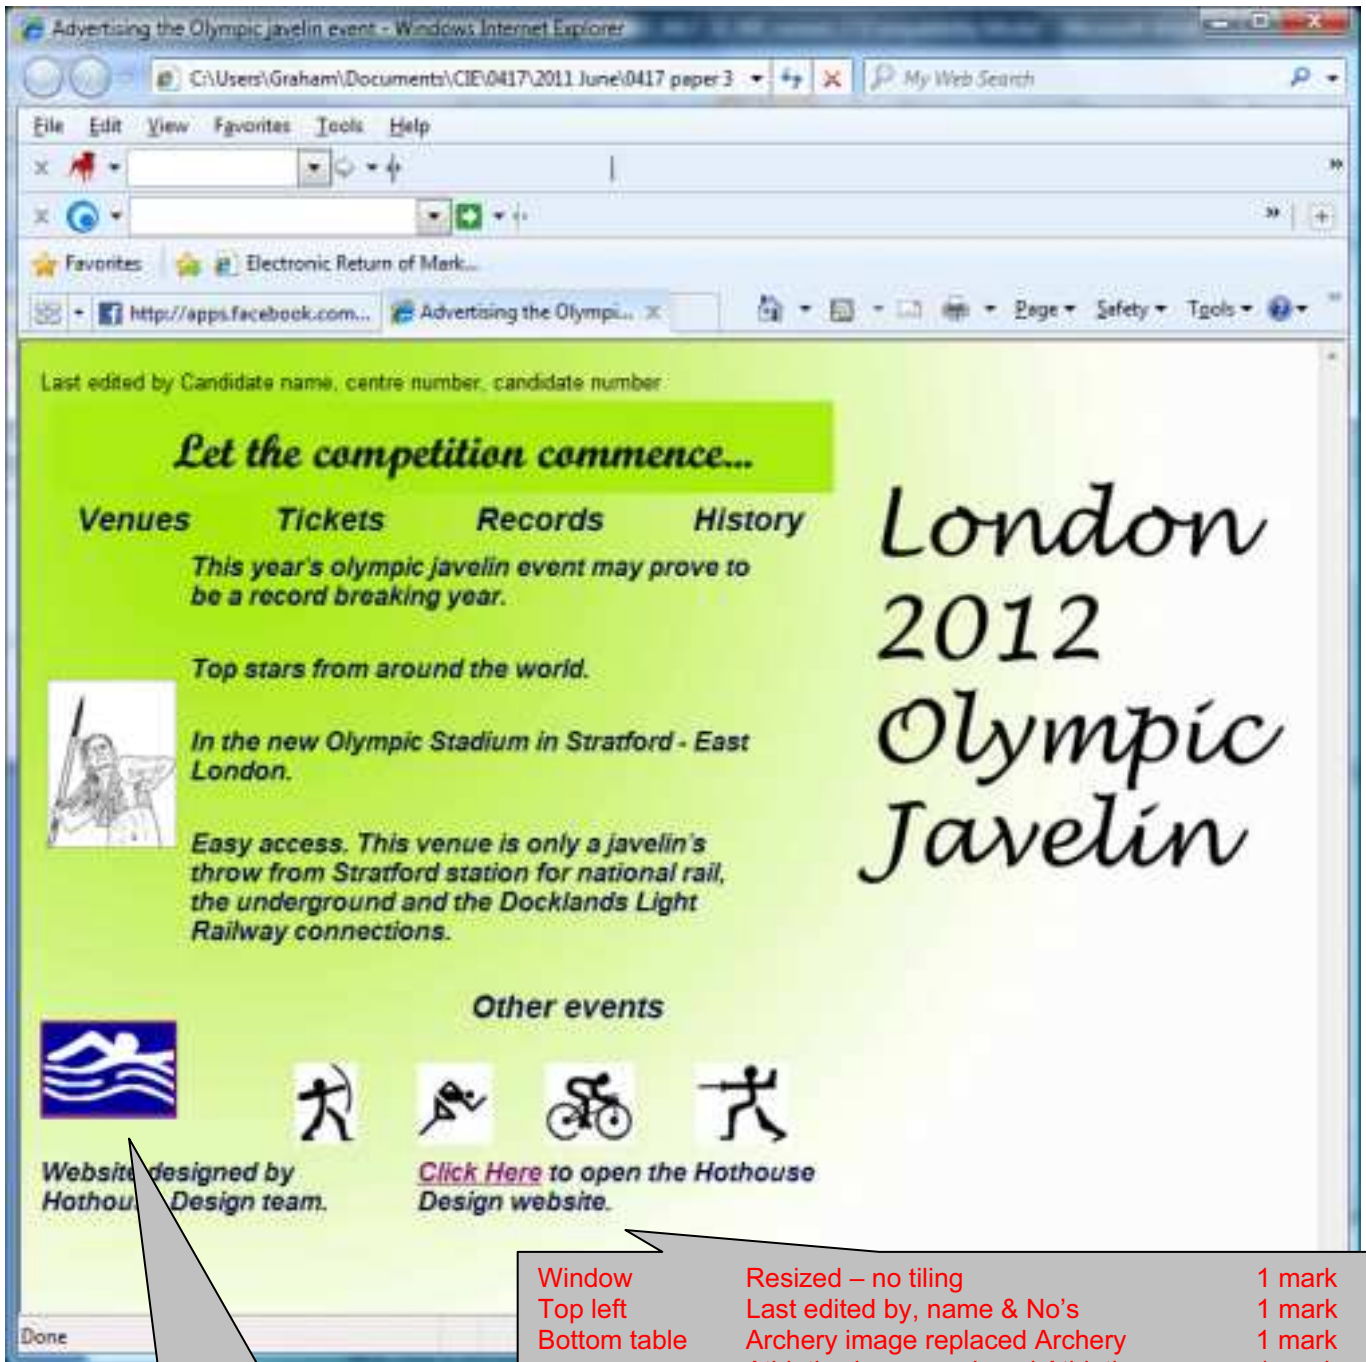 Advertising the Olympic javelin event - Windows Internet Explorer
C:\Users\Graham\Documents\CIE\0417\2011 June\0417 paper 3
My Web Search
File Edit View Favorites Tools Help
Favorites Electronic Return of Mark...
http://apps.facebook.com... Advertising the Olympi... Page Safety Tools
Last edited by Candidate name, centre number, candidate number
Let the competition commence...
Venues Tickets Records History
This year's olympic javelin event may prove to
be a record breaking year.
Top stars from around the world.
In the new Olympic Stadium in Stratford - East
London.
Easy access. This venue is only a javelin's
throw from Stratford station for national rail,
the underground and the Docklands Light
Railway connections.
London
2012
Olympic
Javelin
Other events
Website designed by
Design team.
Click Here to open the Hothouse
Design website.
Window Resized – no tiling 1 mark
Top left Last edited by, name & No's 1 mark
Bottom table Archery image replaced Archery 1 mark
Done